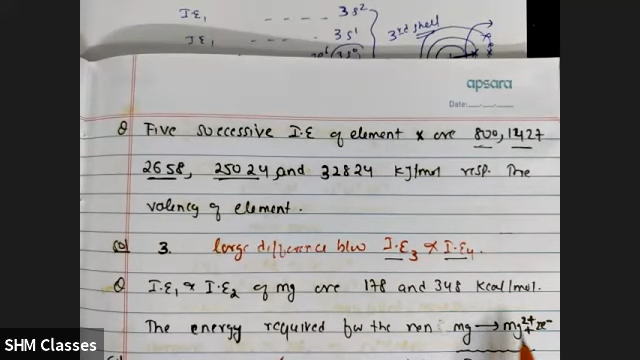 I.E₁ - - - - - 3s²
I.E₁ - - - - - 3s¹
3rd shell
apsara
Date:
Q Five successive I.E of element x are 800, 1427
2658, 25024, and 32824 KJ/mol resp. The
valency of element.
sol 3. large difference b/w I.E₃ & I.E₄.
Q I.E₁ & I.E₂ of mg are 178 and 348 Kcal/mol.
The energy required for the mg → mg²⁺ + 2e⁻
SHM Classes